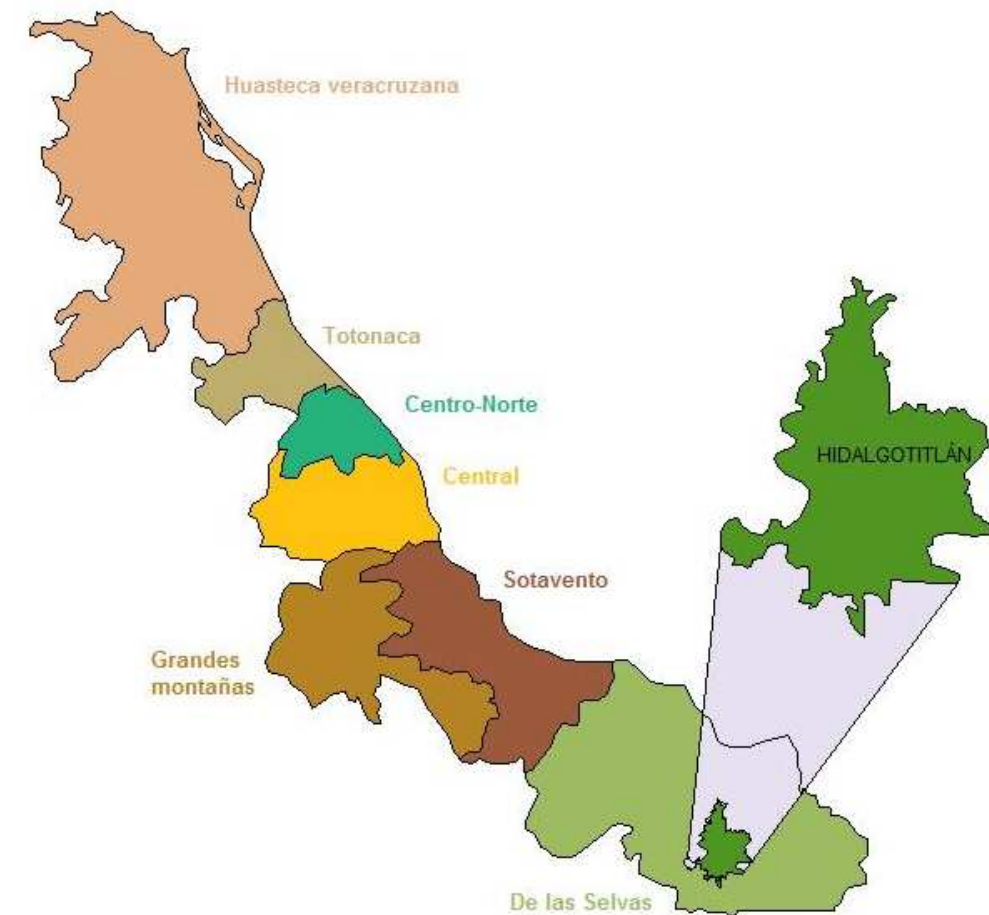 Huasteca veracruzana
Totonaca
Centro-Norte
HIDALGOTITLÁN
Central
Sotavento
Grandes
montañas
De las Selvas